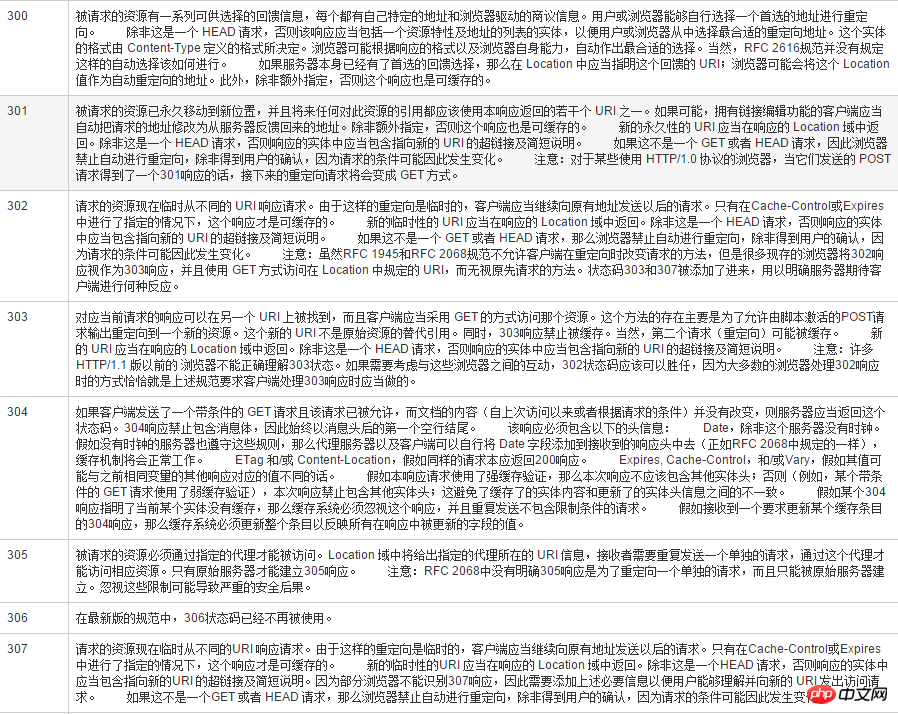 300
被请求的资源有一系列可供选择的回馈信息，每个都有自己特定的地址和浏览器驱动的商议信息。用户或浏览器能够自行选择一个首选的地址进行重定
向。 除非这是一个 HEAD 请求，否则该响应应当包括一个资源特性及地址的列表的实体，以便用户或浏览器从中选择最合适的重定向地址。这个实体
的格式由 Content-Type 定义的格式所决定。浏览器可能根据响应的格式以及浏览器自身能力，自动作出最合适的选择。当然，RFC 2616规范并没有规定
这样的自动选择该如何进行。 如果服务器本身已经有了首选的回馈选择，那么在 Location 中应当指明这个回馈的 URI；浏览器可能会将这个 Location
值作为自动重定向的地址。此外，除非额外指定，否则这个响应也是可缓存的。
301
被请求的资源已永久移动到新位置，并且将来任何对此资源的引用都应该使用本响应返回的若干个 URI 之一。如果可能，拥有链接编辑功能的客户端应当
自动把请求的地址修改为从服务器反馈回来的地址。除非额外指定，否则这个响应也是可缓存的。 新的永久性的 URI 应当在响应的 Location 域中返
回。除非这是一个 HEAD 请求，否则响应的实体中应当包含指向新的 URI 的超链接及简短说明。 如果这不是一个 GET 或者 HEAD 请求，因此浏览器
禁止自动进行重定向，除非得到用户的确认，因为请求的条件可能因此发生变化。 注意：对于某些使用 HTTP/1.0 协议的浏览器，当它们发送的 POST
请求得到了一个301响应的话，接下来的重定向请求将会变成 GET 方式。
302
请求的资源现在临时从不同的 URI 响应请求。由于这样的重定向是临时的，客户端应当继续向原有地址发送以后的请求。只有在Cache-Control或Expires
中进行了指定的情况下，这个响应才是可缓存的。 新的临时性的 URI 应当在响应的 Location 域中返回。除非这是一个 HEAD 请求，否则响应的实体
中应当包含指向新的 URI 的超链接及简短说明。 如果这不是一个 GET 或者 HEAD 请求，那么浏览器禁止自动进行重定向，除非得到用户的确认，因
为请求的条件可能因此发生变化。 注意：虽然RFC 1945和RFC 2068规范不允许客户端在重定向时改变请求的方法，但是很多现存的浏览器将302响
应视作为303响应，并且使用 GET 方式访问在 Location 中规定的 URI，而无视原先请求的方法。状态码303和307被添加了进来，用以明确服务器期待客
户端进行何种反应。
303
对应当前请求的响应可以在另一个 URI 上被找到，而且客户端应当采用 GET 的方式访问那个资源。这个方法的存在主要是为了允许由脚本激活的POST请
求输出重定向到一个新的资源。这个新的 URI 不是原始资源的替代引用。同时，303响应禁止被缓存。当然，第二个请求（重定向）可能被缓存。 新
的 URI 应当在响应的 Location 域中返回。除非这是一个 HEAD 请求，否则响应的实体中应当包含指向新的 URI 的超链接及简短说明。 注意：许多
HTTP/1.1 版以前的 浏览器不能正确理解303状态。如果需要考虑与这些浏览器之间的互动，302状态码应该可以胜任，因为大多数的浏览器处理302响应
时的方式恰恰就是上述规范要求客户端处理303响应时应当做的。
304
如果客户端发送了一个带条件的 GET 请求且该请求已被允许，而文档的内容（自上次访问以来或者根据请求的条件）并没有改变，则服务器应当返回这个
状态码。304响应禁止包含消息体，因此始终以消息头后的第一个空行结尾。 该响应必须包含以下的头信息： Date，除非这个服务器没有时钟。
假如没有时钟的服务器也遵守这些规则，那么代理服务器以及客户端可以自行将 Date 字段添加到接收到的响应头中去（正如RFC 2068中规定的一样），
缓存机制将会正常工作。 ETag 和/或 Content-Location，假如同样的请求本应返回200响应。 Expires, Cache-Control，和/或Vary，假如其值可
能与之前相同变量的其他响应对应的值不同的话。 假如本响应请求使用了强缓存验证，那么本次响应不应该包含其他实体头；否则（例如，某个带条
件的 GET 请求使用了弱缓存验证），本次响应禁止包含其他实体头；这避免了缓存了的实体内容和更新了的实体头信息之间的不一致。 假如某个304
响应指明了当前某个实体没有缓存，那么缓存系统必须忽视这个响应，并且重复发送不包含限制条件的请求。 假如接收到一个要求更新某个缓存条目
的304响应，那么缓存系统必须更新整个条目以反映所有在响应中被更新的字段的值。
305
被请求的资源必须通过指定的代理才能被访问。Location 域中将给出指定的代理所在的 URI 信息，接收者需要重复发送一个单独的请求，通过这个代理才
能访问相应资源。只有原始服务器才能建立305响应。 注意：RFC 2068中没有明确305响应是为了重定向一个单独的请求，而且只能被原始服务器建
立。忽视这些限制可能导致严重的安全后果。
306
在最新版的规范中，306状态码已经不再被使用。
307
请求的资源现在临时从不同的URI 响应请求。由于这样的重定向是临时的，客户端应当继续向原有地址发送以后的请求。只有在Cache-Control或Expires
中进行了指定的情况下，这个响应才是可缓存的。 新的临时性的URI 应当在响应的 Location 域中返回。除非这是一个HEAD 请求，否则响应的实体中
应当包含指向新的URI 的超链接及简短说明。因为部分浏览器不能识别307响应，因此需要添加上述必要信息以便用户能够理解并向新的 URI 发出访问请
求。 如果这不是一个GET 或者 HEAD 请求，那么浏览器禁止自动进行重定向，除非得到用户的确认，因为请求的条件可能因此发生变
php 中文网